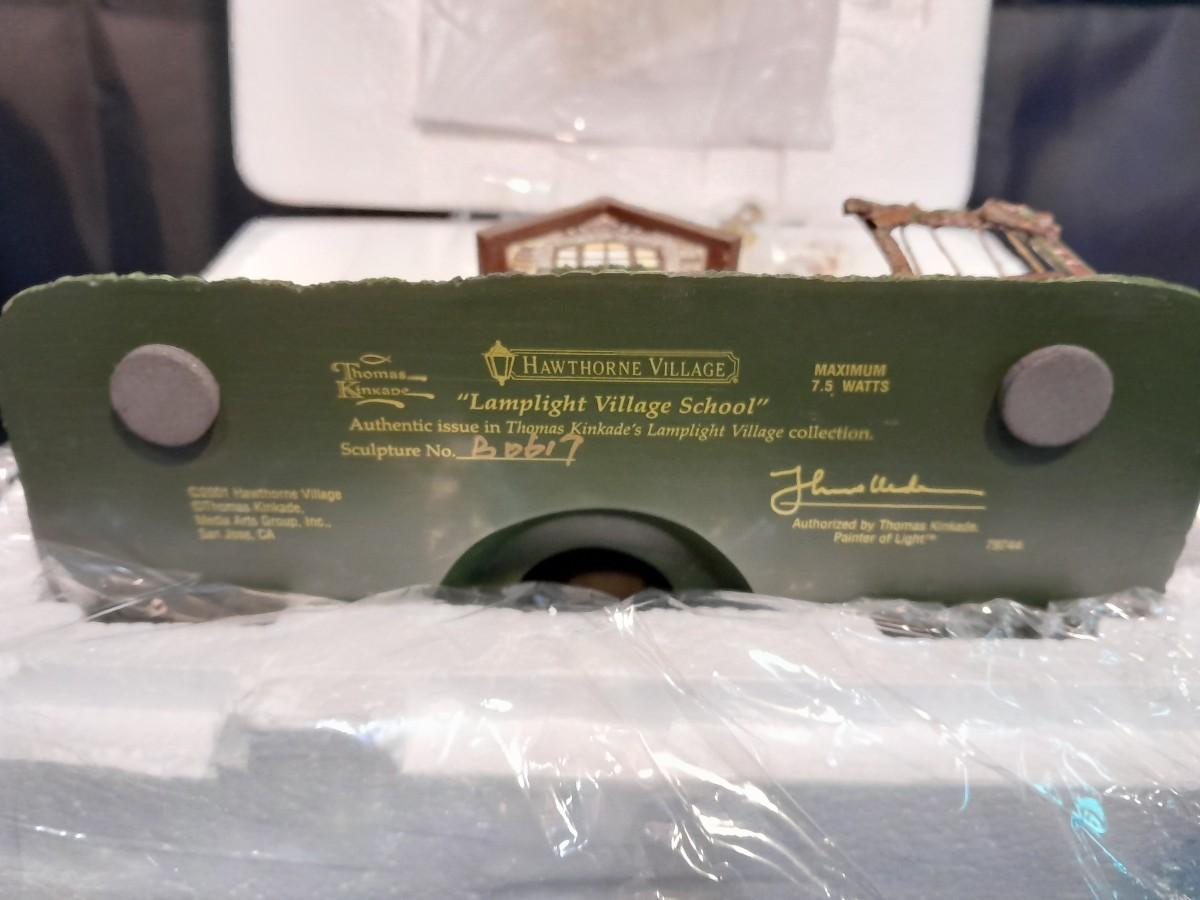 Thomas
Kinkade
HAWTHORNE VILLAGE
MAXIMUM
7.5 WATTS
"Lamplight Village School"
Authentic issue in Thomas Kinkade's Lamplight Village collection.
Sculpture No. B0617
©2001 Hawthorne Village
©Thomas Kinkade,
Media Arts Group, Inc.,
San Jose, CA
Authorized by Thomas Kinkade,
Painter of Light™